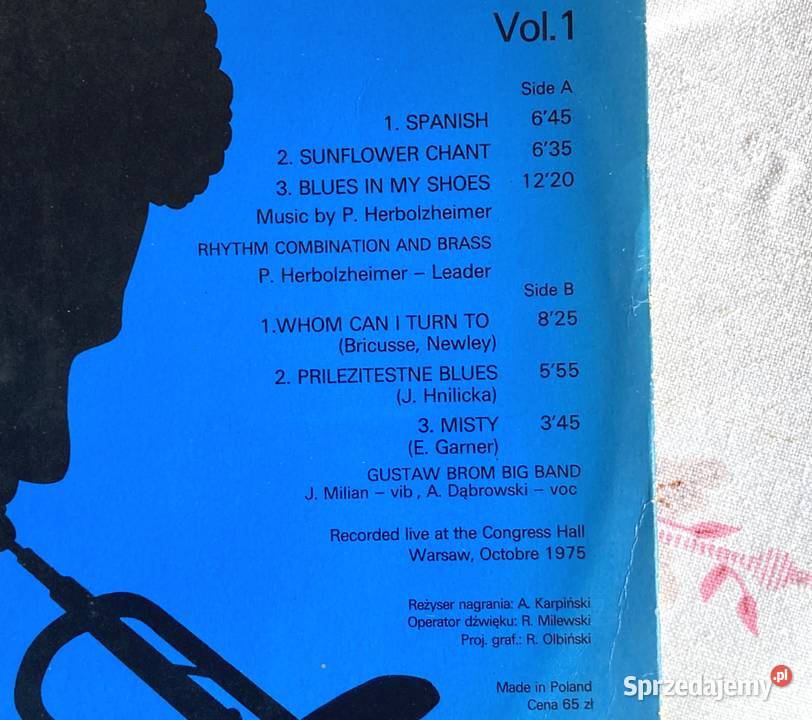 Vol.1
Side A
1. SPANISH 6'45
2. SUNFLOWER CHANT 6'35
3. BLUES IN MY SHOES 12'20
Music by P. Herbolzheimer
RHYTHM COMBINATION AND BRASS
P. Herbolzheimer – Leader
Side B
1.WHOM CAN I TURN TO 8'25
(Bricusse, Newley)
2. PRILEZITESTNE BLUES 5'55
(J. Hnilicka)
3. MISTY 3'45
(E. Garner)
GUSTAW BROM BIG BAND
J. Milian – vib, A. Dąbrowski – voc
Recorded live at the Congress Hall
Warsaw, Octobre 1975
Reżyser nagrania: A. Karpiński
Operator dźwięku: R. Milewski
Proj. graf.: R. Olbiński
Made in Poland
Cena 65 zł
Sprzedajemy.pl